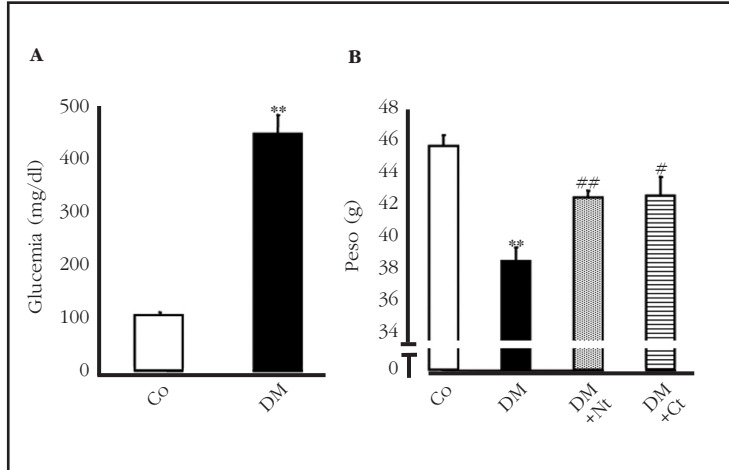 A
B
Glucemia (mg/dl)
500
400
300
200
100
0
**
Co
DM
Peso (g)
48
46
44
42
40
38
36
34
0
**
##
#
Co
DM
DM
+Nt
DM
+Ct